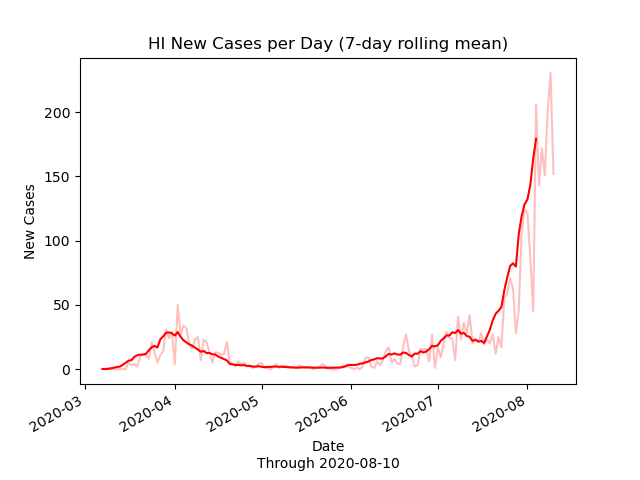 HI New Cases per Day (7-day rolling mean)
New Cases
200
150
100
50
0
2020-03
2020-04
2020-05
2020-06
2020-07
2020-08
Date
Through 2020-08-10